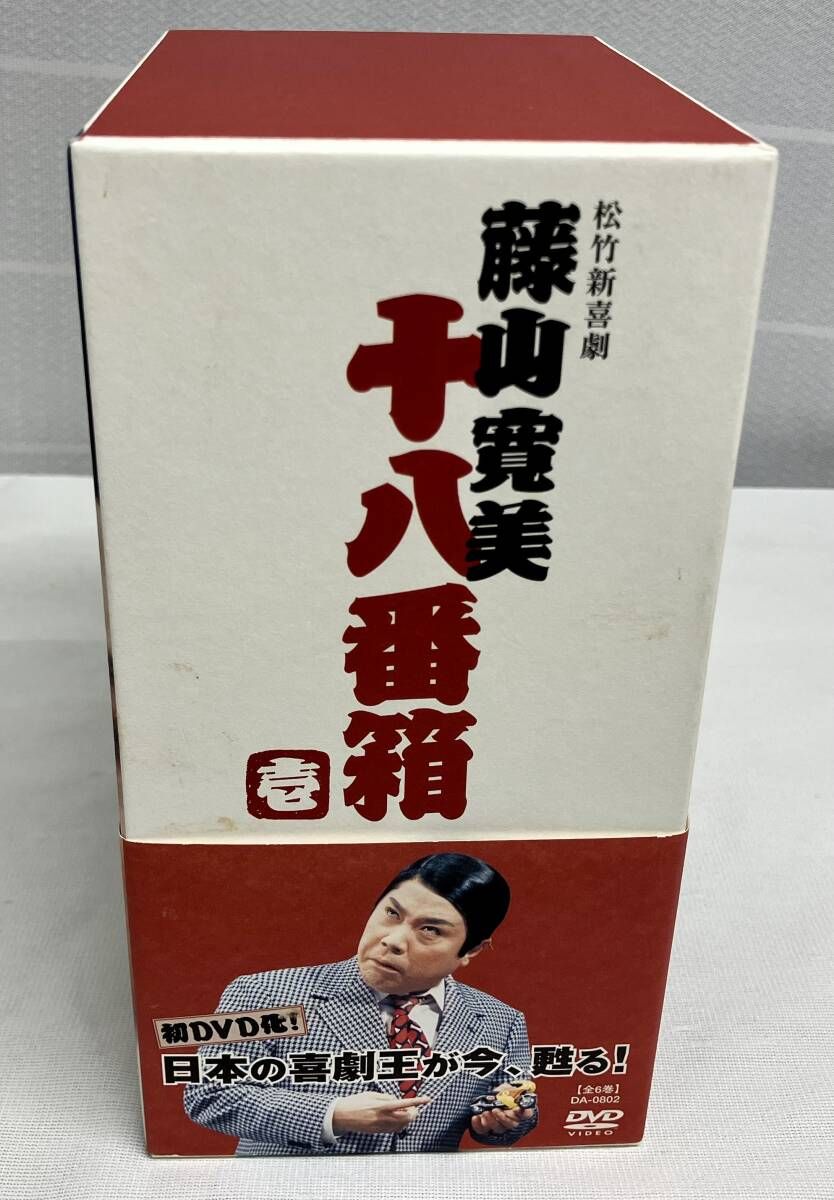 松竹新喜劇
藤山寛美
十八番箱
壱
初DVD化!
日本の喜劇王が今、甦る!
【全6巻】
DA-0802
DVD
VIDEO